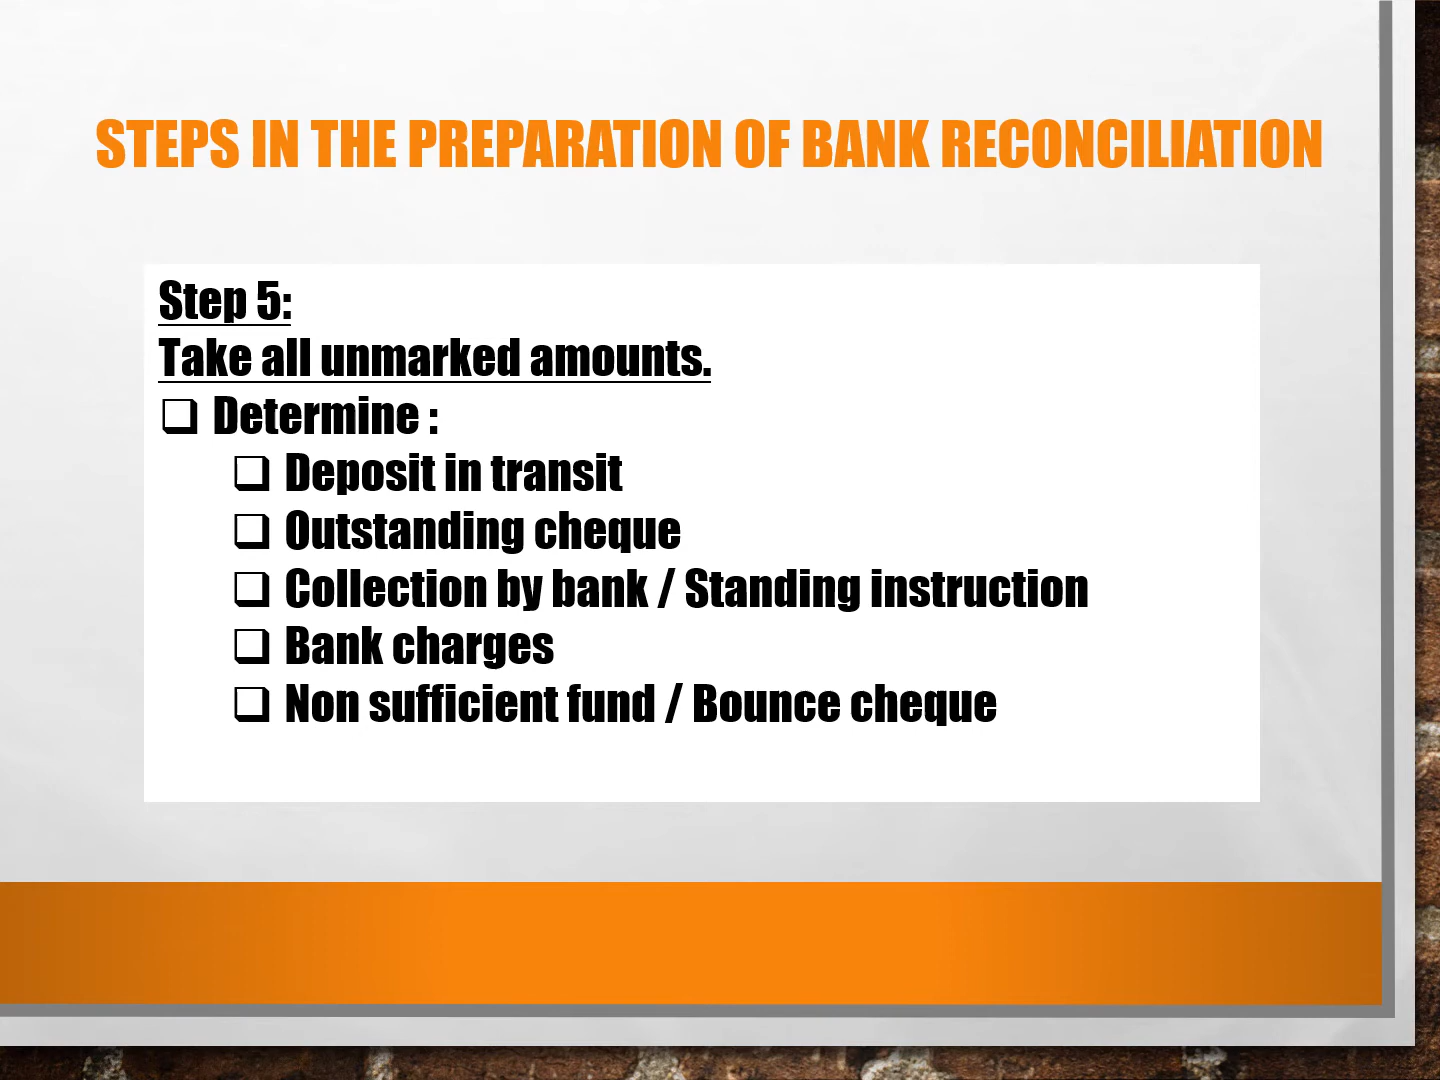 STEPS IN THE PREPARATION OF BANK RECONCILIATION
Step 5:
Take all unmarked amounts.
❑ Determine :
❑ Deposit in transit
❑ Outstanding cheque
❑ Collection by bank / Standing instruction
❑ Bank charges
❑ Non sufficient fund / Bounce cheque